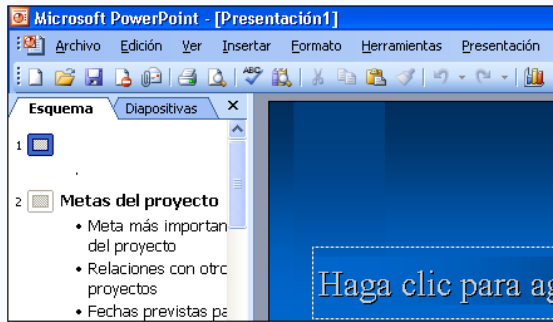 Microsoft PowerPoint - [Presentación1]
Archivo Edición Ver Insertar Formato Herramientas Presentación
ABC
Esquema Diapositivas
1
2 Metas del proyecto
• Meta más importan
del proyecto
• Relaciones con otro
proyectos
• Fechas previstas pa
Haga clic para ag